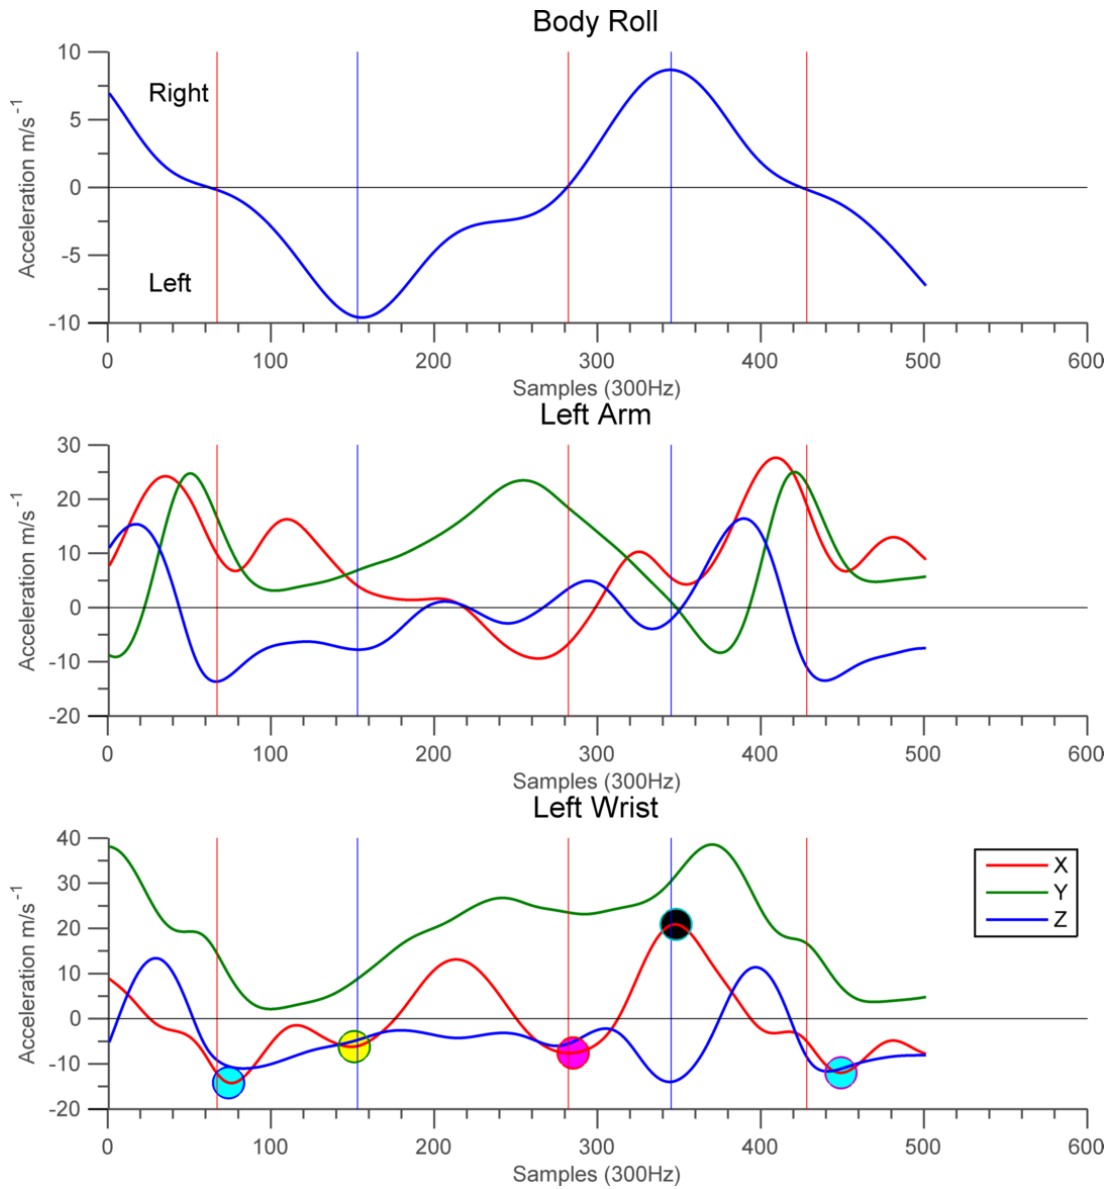 Body Roll
Acceleration m/s⁻¹
10
5
0
-5
-10
Right
Left
0 100 200 300 400 500 600
Samples (300Hz)
Left Arm
Acceleration m/s⁻¹
30
20
10
0
-10
-20
0 100 200 300 400 500 600
Samples (300Hz)
Left Wrist
Acceleration m/s⁻¹
40
30
20
10
0
-10
-20
X
Y
Z
0 100 200 300 400 500 600
Samples (300Hz)